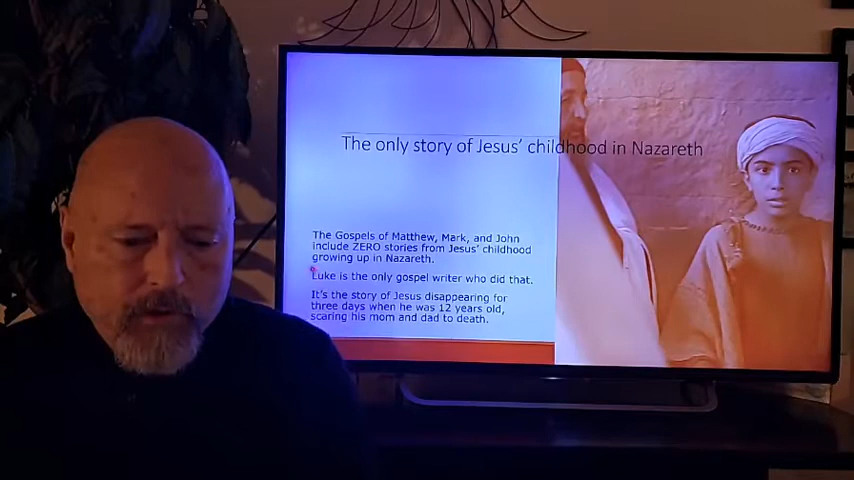 The only story of Jesus’ childhood in Nazareth
The Gospels of Matthew, Mark, and John
include ZERO stories from Jesus’ childhood
growing up in Nazareth.
Luke is the only gospel writer who did that.
It’s the story of Jesus disappearing for
three days when he was 12 years old,
scaring his mom and dad to death.